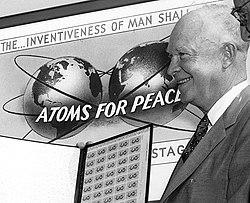 THE...INVENTIVENESS OF MAN SHAL
ATOMS FOR PEACE
STAG